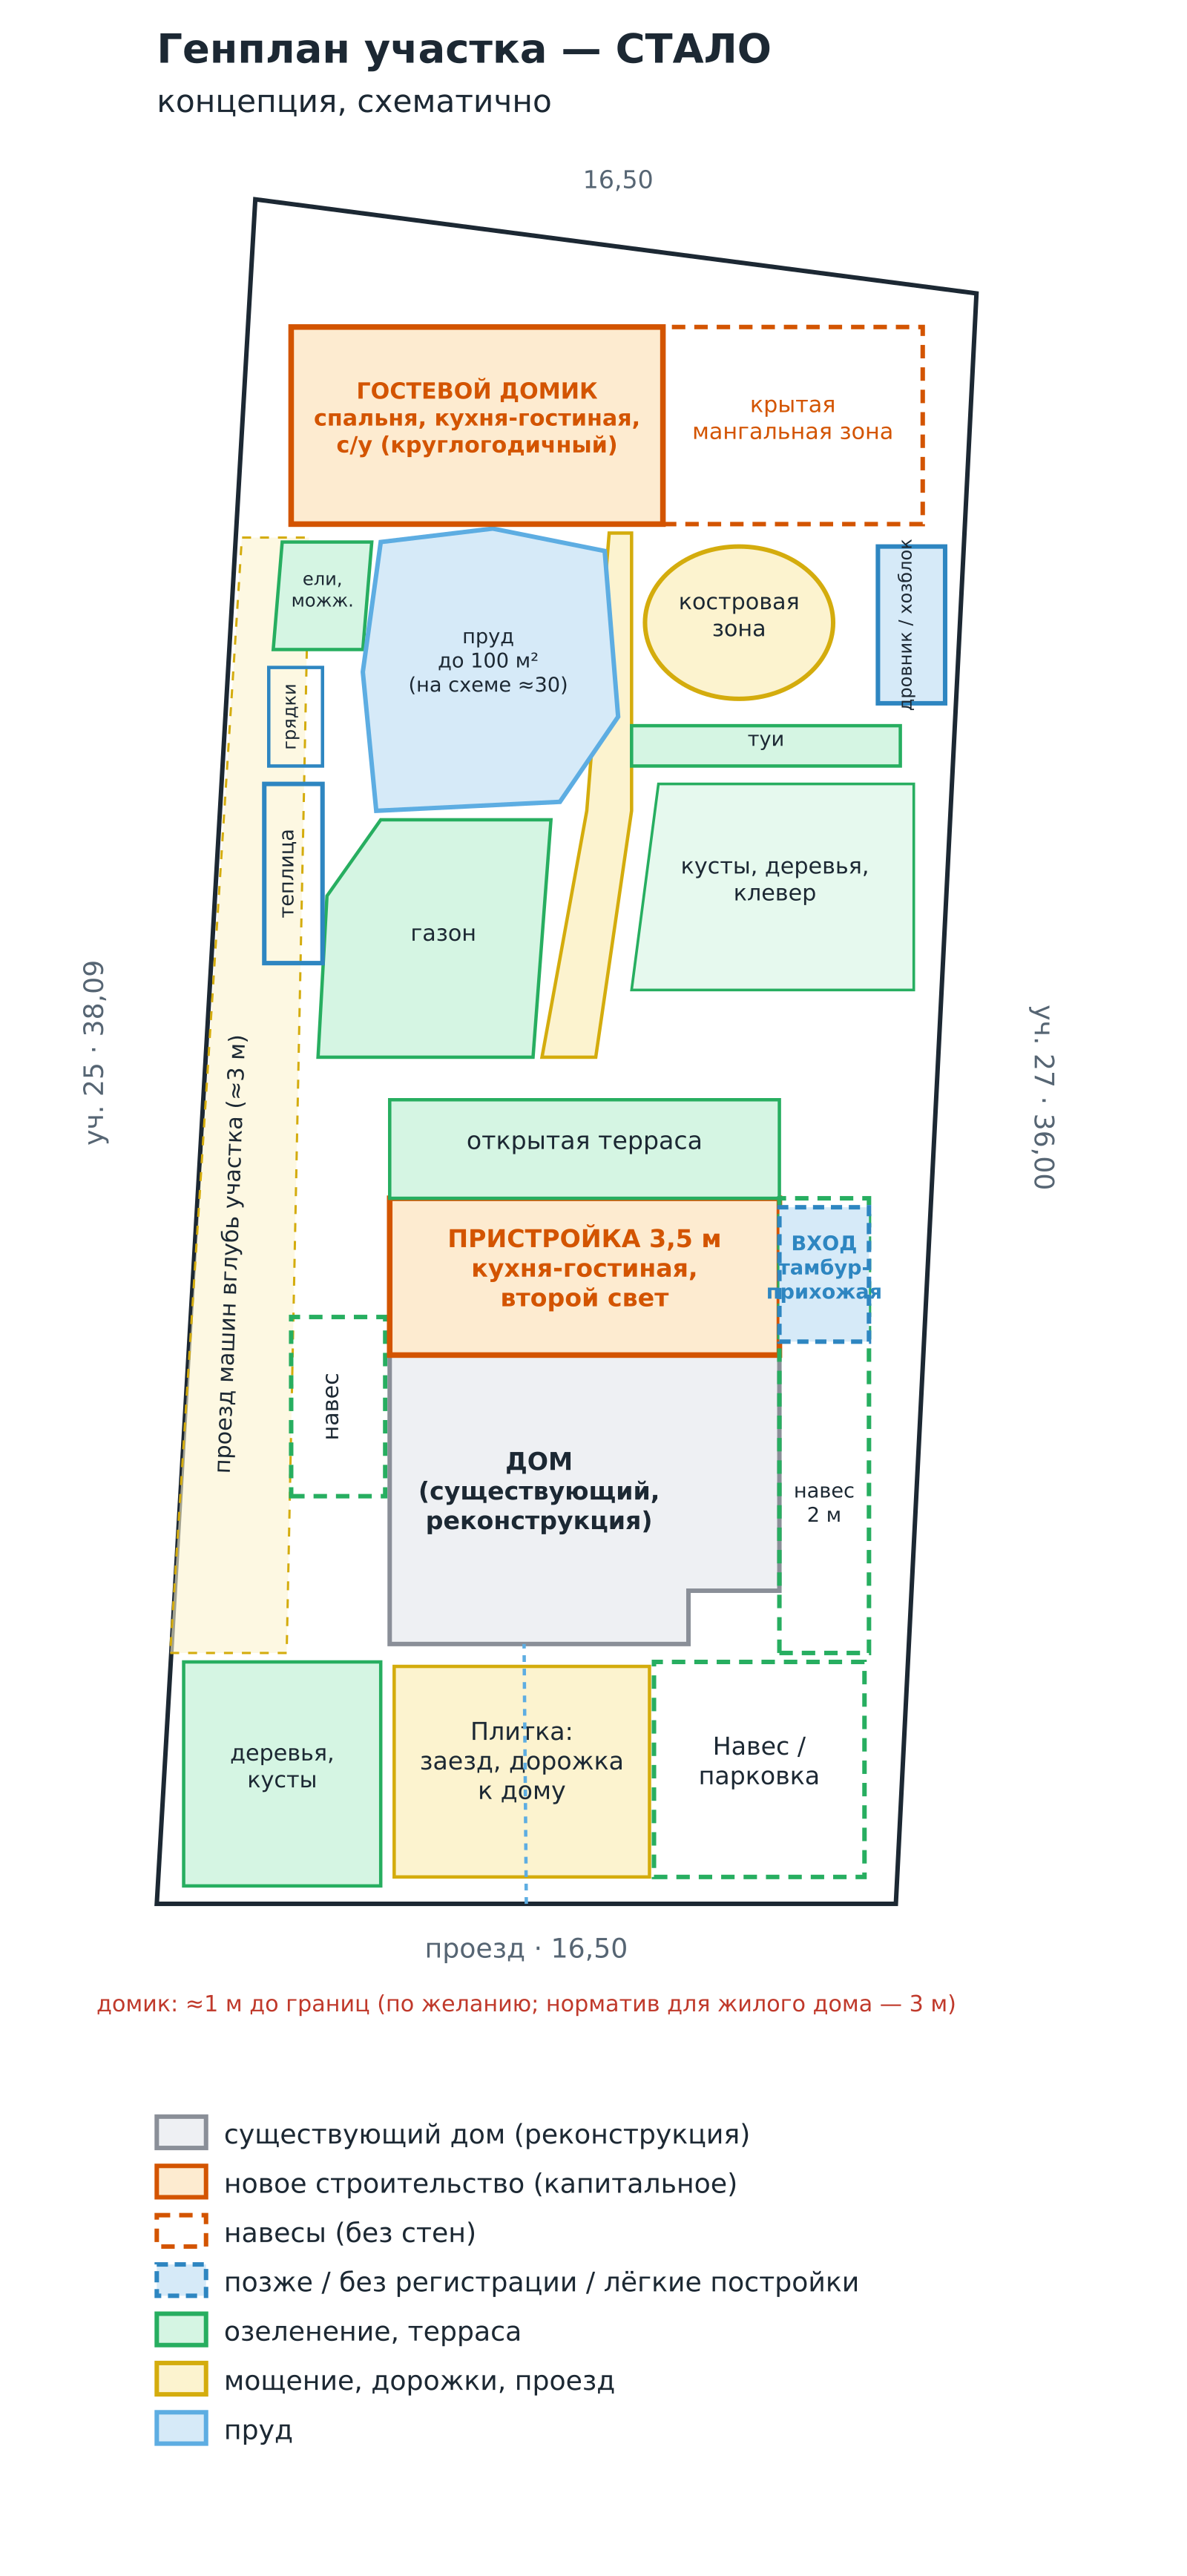 Генплан участка — СТАЛО
концепция, схематично
16,50
ГОСТЕВОЙ ДОМИК
спальня, кухня-гостиная,
с/у (круглогодичный)
крытая
мангальная зона
ели,
можж.
пруд
до 100 м²
(на схеме ≈30)
костровая
зона
дровник / хозблок
грядки
туи
теплица
кусты, деревья,
клевер
газон
уч. 25 · 38,09
уч. 27 · 36,00
проезд машин вглубь участка (≈3 м)
открытая терраса
ПРИСТРОЙКА 3,5 м
кухня-гостиная,
второй свет
ВХОД
тамбур-
прихожая
навес
ДОМ
(существующий,
реконструкция)
навес
2 м
деревья,
кусты
Плитка:
заезд, дорожка
к дому
Навес /
парковка
проезд · 16,50
домик: ≈1 м до границ (по желанию; норматив для жилого дома — 3 м)
существующий дом (реконструкция)
новое строительство (капитальное)
навесы (без стен)
позже / без регистрации / лёгкие постройки
озеленение, терраса
мощение, дорожки, проезд
пруд